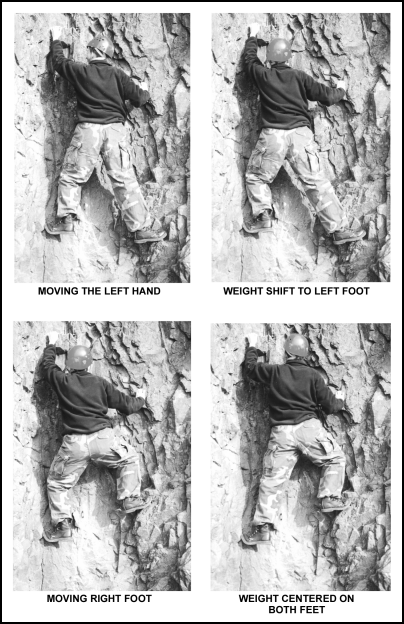 MOVING THE LEFT HAND
WEIGHT SHIFT TO LEFT FOOT
MOVING RIGHT FOOT
WEIGHT CENTERED ON
BOTH FEET